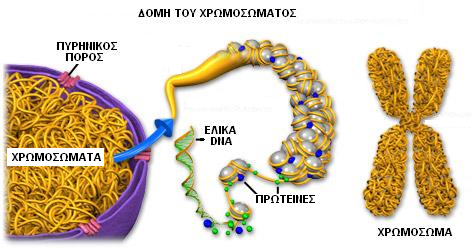 ΔΟΜΗ ΤΟΥ ΧΡΩΜΟΣΩΜΑΤΟΣ
ΠΥΡΗΝΙΚΟΣ
ΠΟΡΟΣ
ΧΡΩΜΟΣΩΜΑΤΑ
ΕΛΙΚΑ
DNA
ΠΡΩΤΕΙΝΕΣ
ΧΡΩΜΟΣΩΜΑ